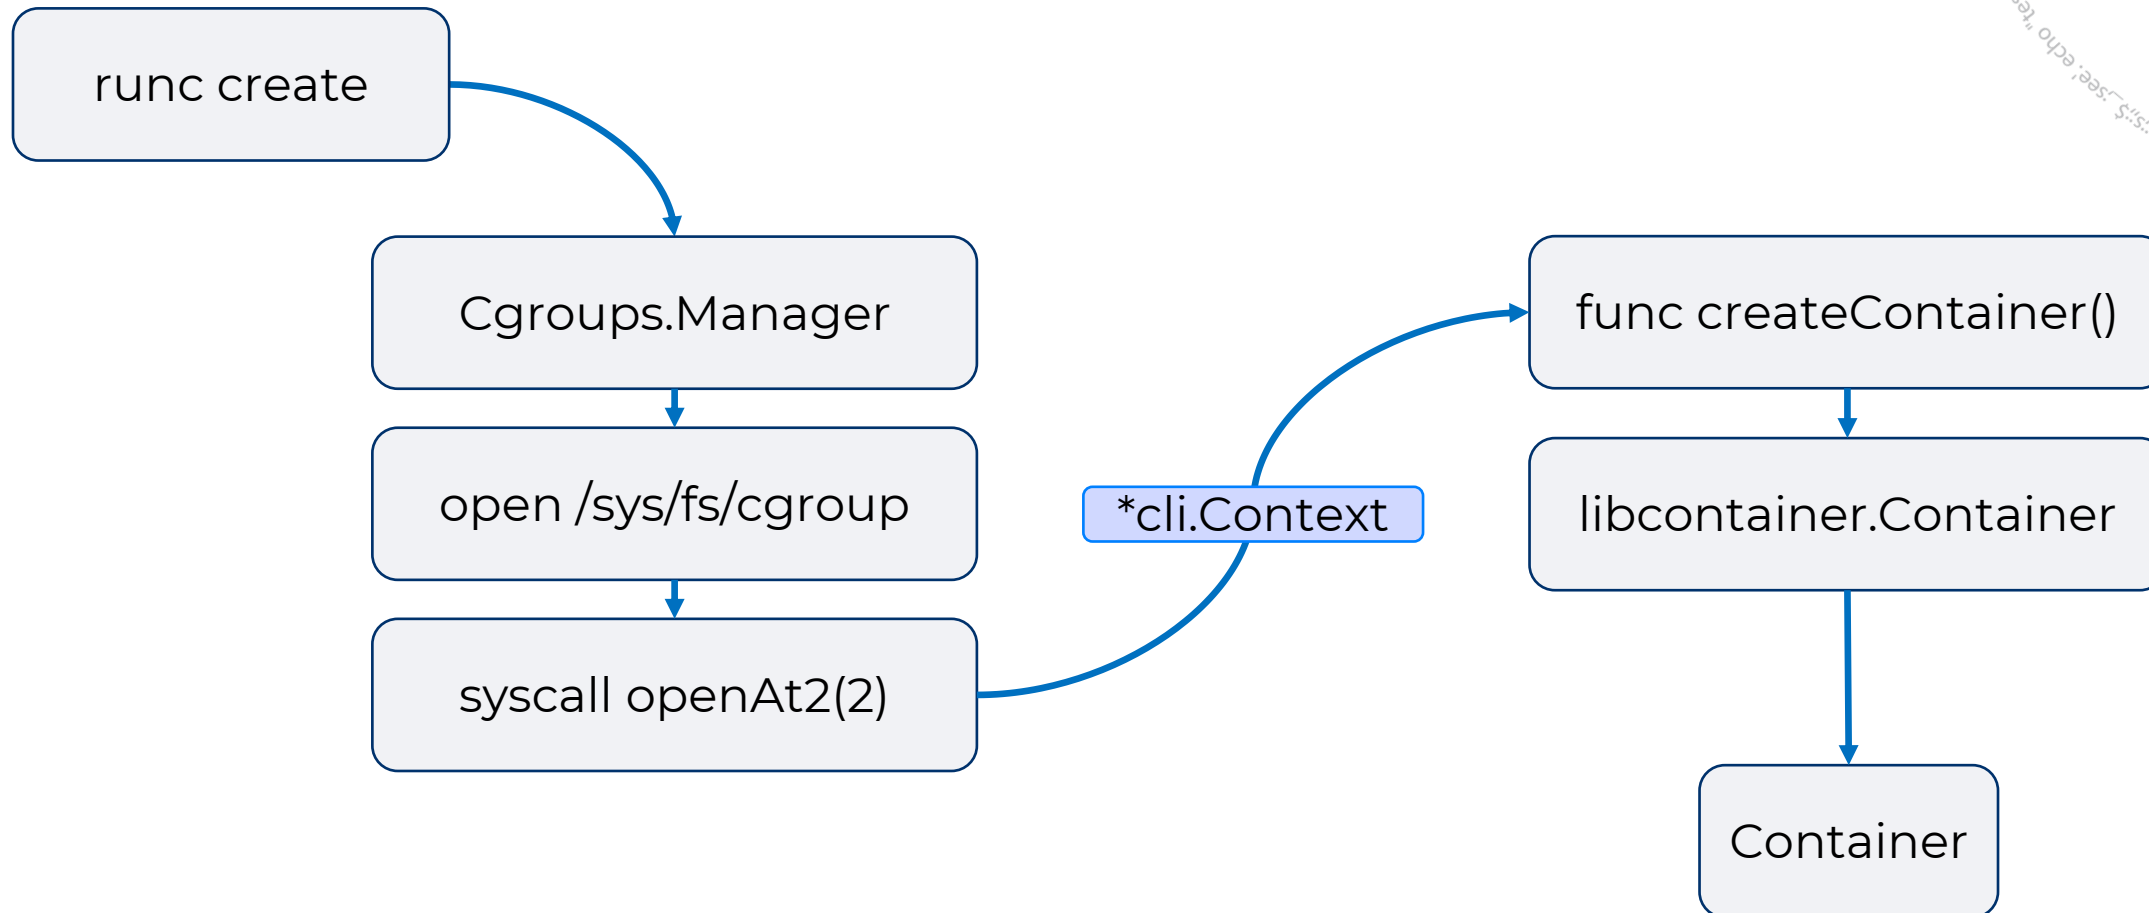 runc create
Cgroups.Manager
open /sys/fs/cgroup
syscall openAt2(2)
*cli.Context
func createContainer()
libcontainer.Container
Container